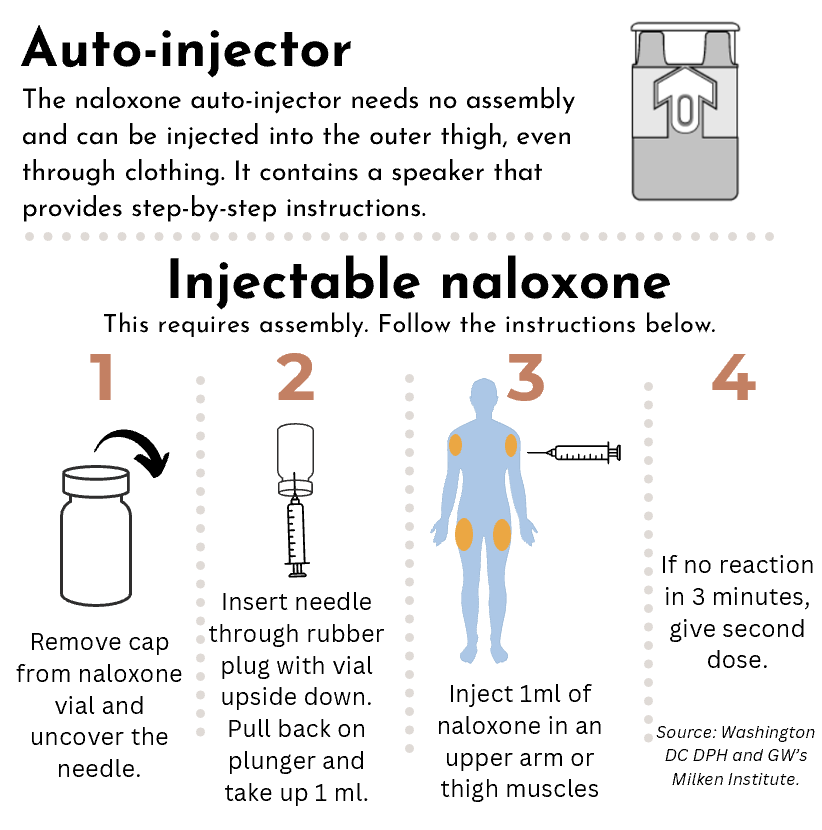 Auto-injector
The naloxone auto-injector needs no assembly
and can be injected into the outer thigh, even
through clothing. It contains a speaker that
provides step-by-step instructions.
Injectable naloxone
This requires assembly. Follow the instructions below.
1
Remove cap
from naloxone
vial and
uncover the
needle.
2
Insert needle
through rubber
plug with vial
upside down.
Pull back on
plunger and
take up 1 ml.
3
Inject 1ml of
naloxone in an
upper arm or
thigh muscles
4
If no reaction
in 3 minutes,
give second
dose.
Source: Washington
DC DPH and GW's
Milken Institute.